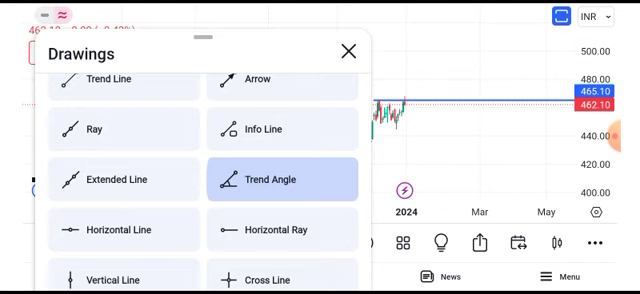 INR
Drawings
500.00
Trend Line
Arrow
480.00
465.10
462.10
Ray
Info Line
440.00
420.00
Extended Line
Trend Angle
400.00
2024
Mar
May
Horizontal Line
Horizontal Ray
Vertical Line
Cross Line
News
Menu